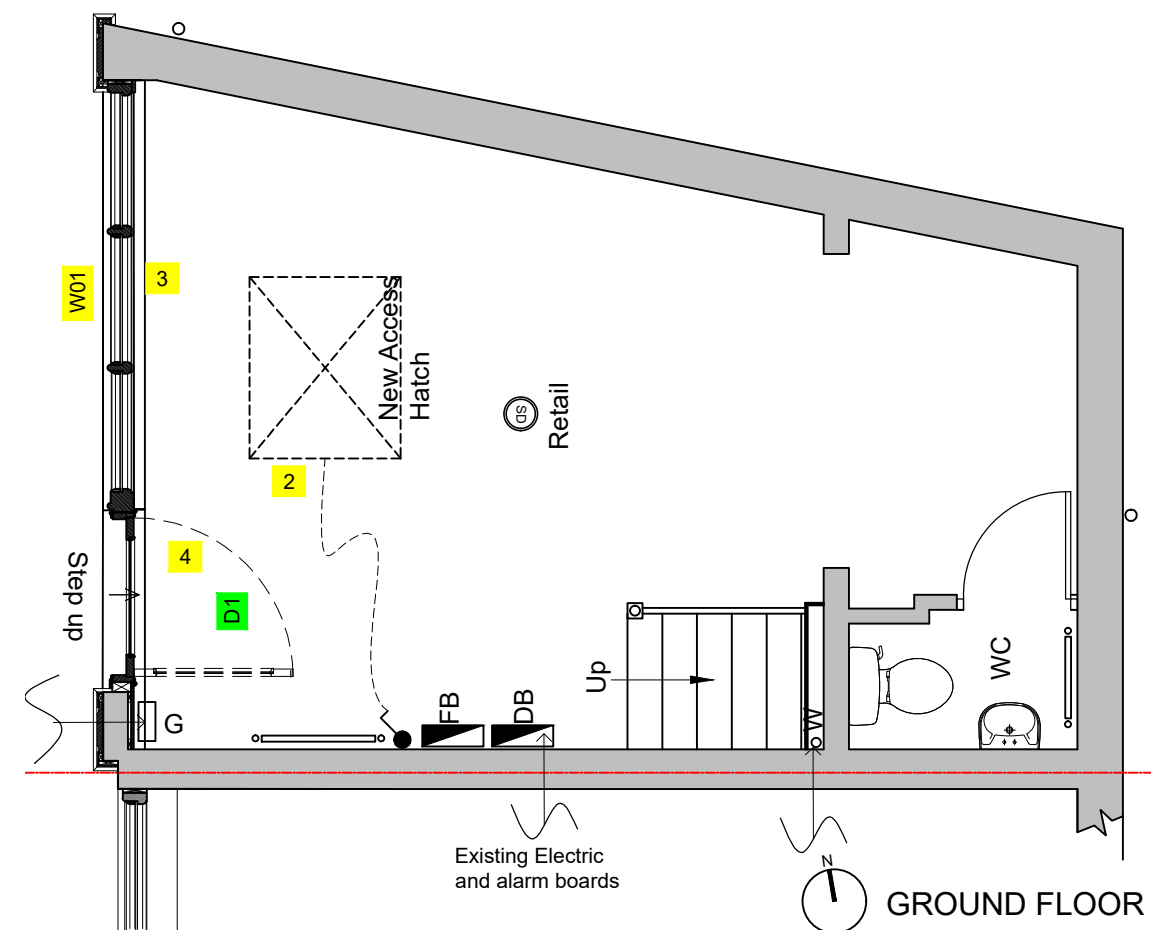 W01
3
New Access
Hatch
SD
Retail
2
4
Step up
D1
WC
Up
FB
DB
W
G
Existing Electric
and alarm boards
N
GROUND FLOOR